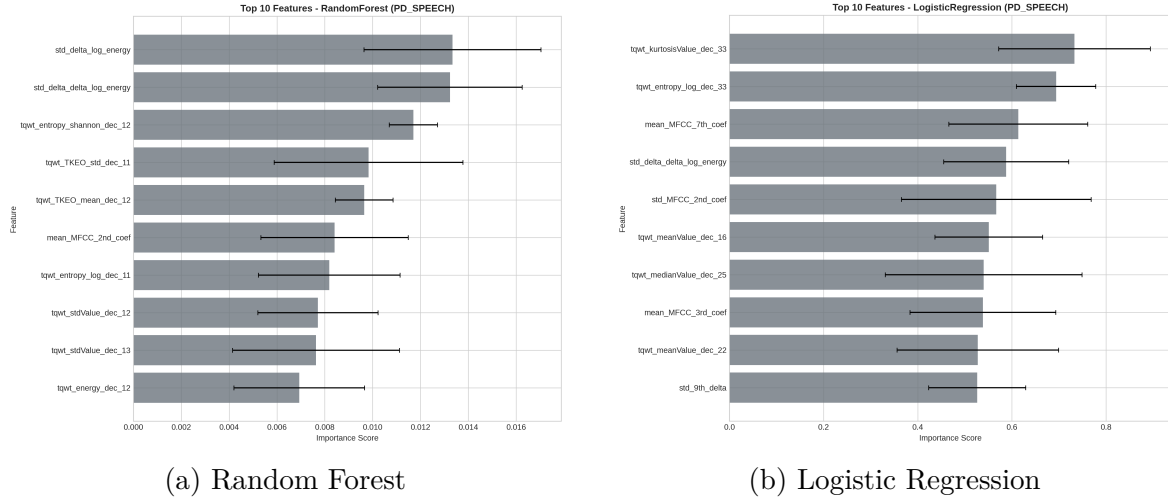 Top 10 Features - RandomForest (PD_SPEECH)
std_delta_log_energy
std_delta_delta_log_energy
tqwt_entropy_shannon_dec_12
tqwt_TKEO_std_dec_11
tqwt_TKEO_mean_dec_12
mean_MFCC_2nd_coef
tqwt_entropy_log_dec_11
tqwt_stdValue_dec_12
tqwt_stdValue_dec_13
tqwt_energy_dec_12
Feature
0.000 0.002 0.004 0.006 0.008 0.010 0.012 0.014 0.016
Importance Score
(a) Random Forest
Top 10 Features - LogisticRegression (PD_SPEECH)
tqwt_kurtosisValue_dec_33
tqwt_entropy_log_dec_33
mean_MFCC_7th_coef
std_delta_delta_log_energy
std_MFCC_2nd_coef
tqwt_meanValue_dec_16
tqwt_medianValue_dec_25
mean_MFCC_3rd_coef
tqwt_meanValue_dec_22
std_9th_delta
Feature
0.0 0.2 0.4 0.6 0.8
Importance Score
(b) Logistic Regression